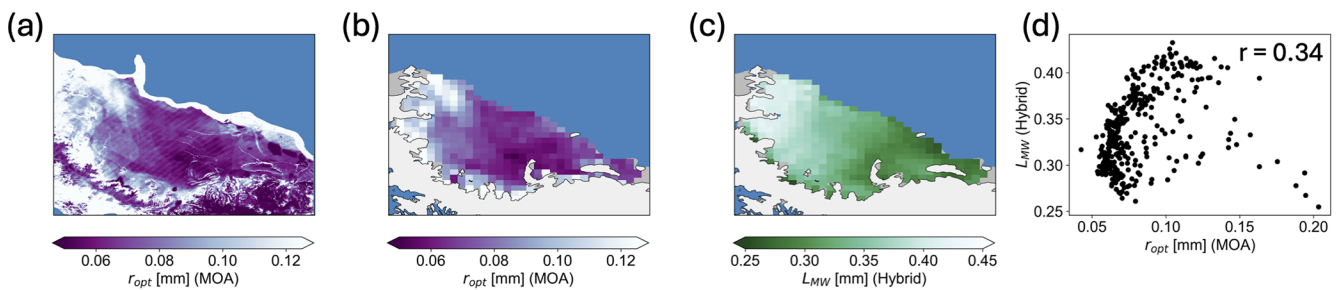 (a)
0.06 0.08 0.10 0.12
r_opt [mm] (MOA)
(b)
0.06 0.08 0.10 0.12
r_opt [mm] (MOA)
(c)
0.25 0.30 0.35 0.40 0.45
L_MW [mm] (Hybrid)
(d)
r = 0.34
L_MW (Hybrid)
0.40
0.35
0.30
0.25
0.05 0.10 0.15 0.20
r_opt [mm] (MOA)